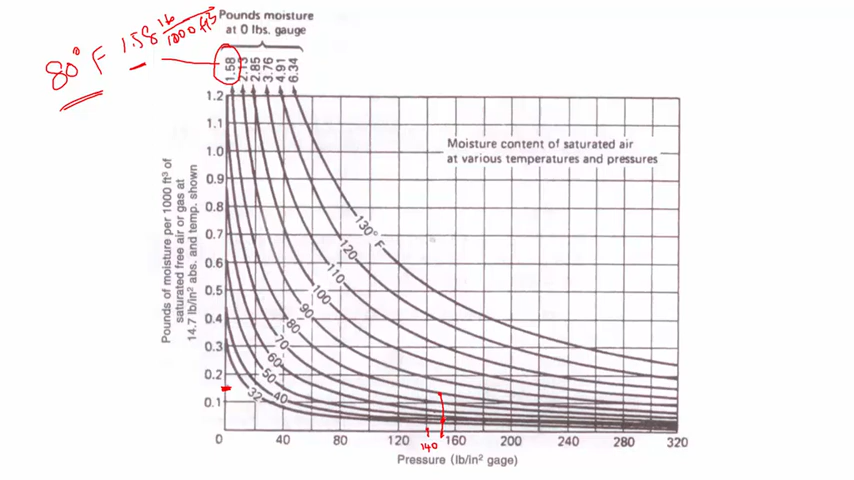 80° F 1.58 lb/1000 ft³
Pounds moisture
at 0 lbs. gauge
1.58 2.13 2.85 3.76 4.91 6.34
Moisture content of saturated air
at various temperatures and pressures
Pounds of moisture per 1000 ft³ of
saturated free air or gas at
14.7 lb/in² abs. and temp. shown
1.2
1.1
1.0
0.9
0.8
0.7
0.6
0.5
0.4
0.3
0.2
0.1
130° F
120
110
100
90
80
70
60
50
40
32
0 40 80 120 160 200 240 280 320
140
Pressure (lb/in² gage)